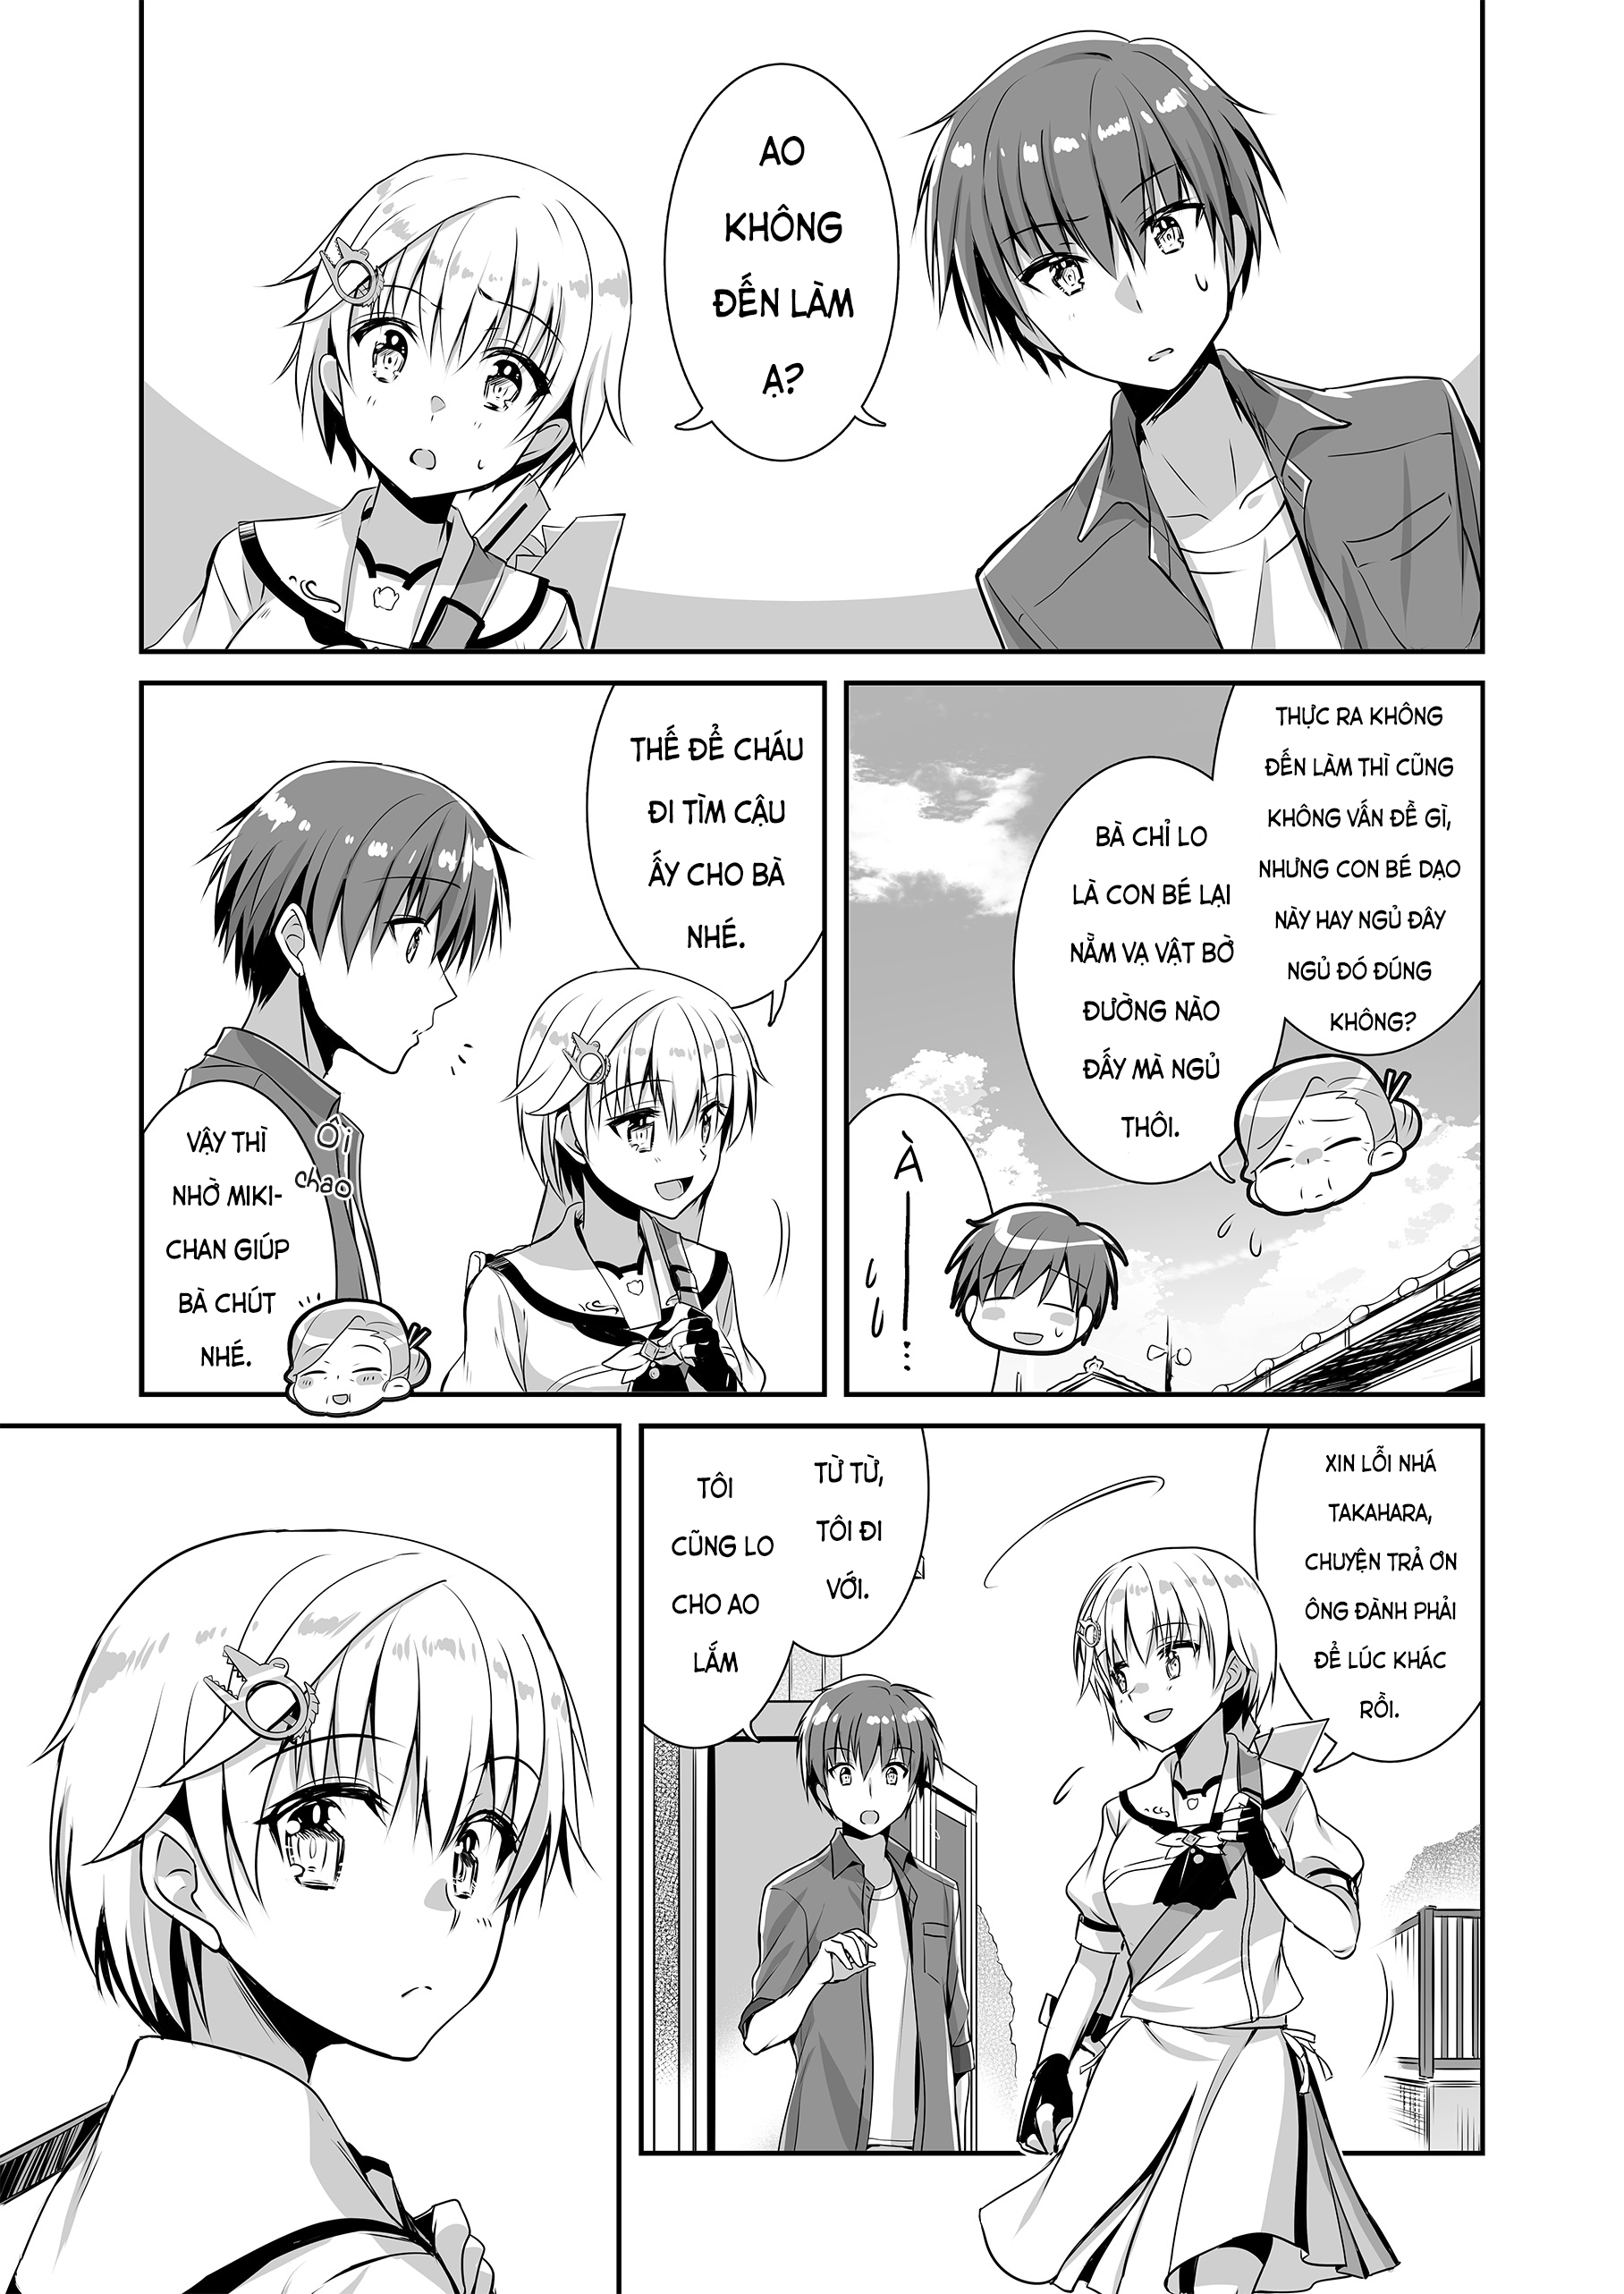 AO
KHÔNG
ĐẾN LÀM
Ạ?
THỰC RA KHÔNG
ĐẾN LÀM THÌ CŨNG
KHÔNG VẤN ĐỀ GÌ,
NHƯNG CON BÉ DẠO
NÀY HAY NGỦ ĐÂY
NGỦ ĐÓ ĐÚNG
KHÔNG?
BÀ CHỈ LO
LÀ CON BÉ LẠI
NẰM VẠ VẬT BỜ
ĐƯỜNG NÀO
ĐẤY MÀ NGỦ
THÔI.
À
THẾ ĐỂ CHÁU
ĐI TÌM CẬU
ẤY CHO BÀ
NHÉ.
Ôi
chao
VẬY THÌ
NHỜ MIKI-
CHAN GIÚP
BÀ CHÚT
NHÉ.
XIN LỖI NHÁ
TAKAHARA,
CHUYỆN TRẢ ƠN
ÔNG ĐÀNH PHẢI
ĐỂ LÚC KHÁC
RỒI.
TỪ TỪ,
TÔI ĐI
VỚI.
TÔI
CŨNG LO
CHO AO
LẮM